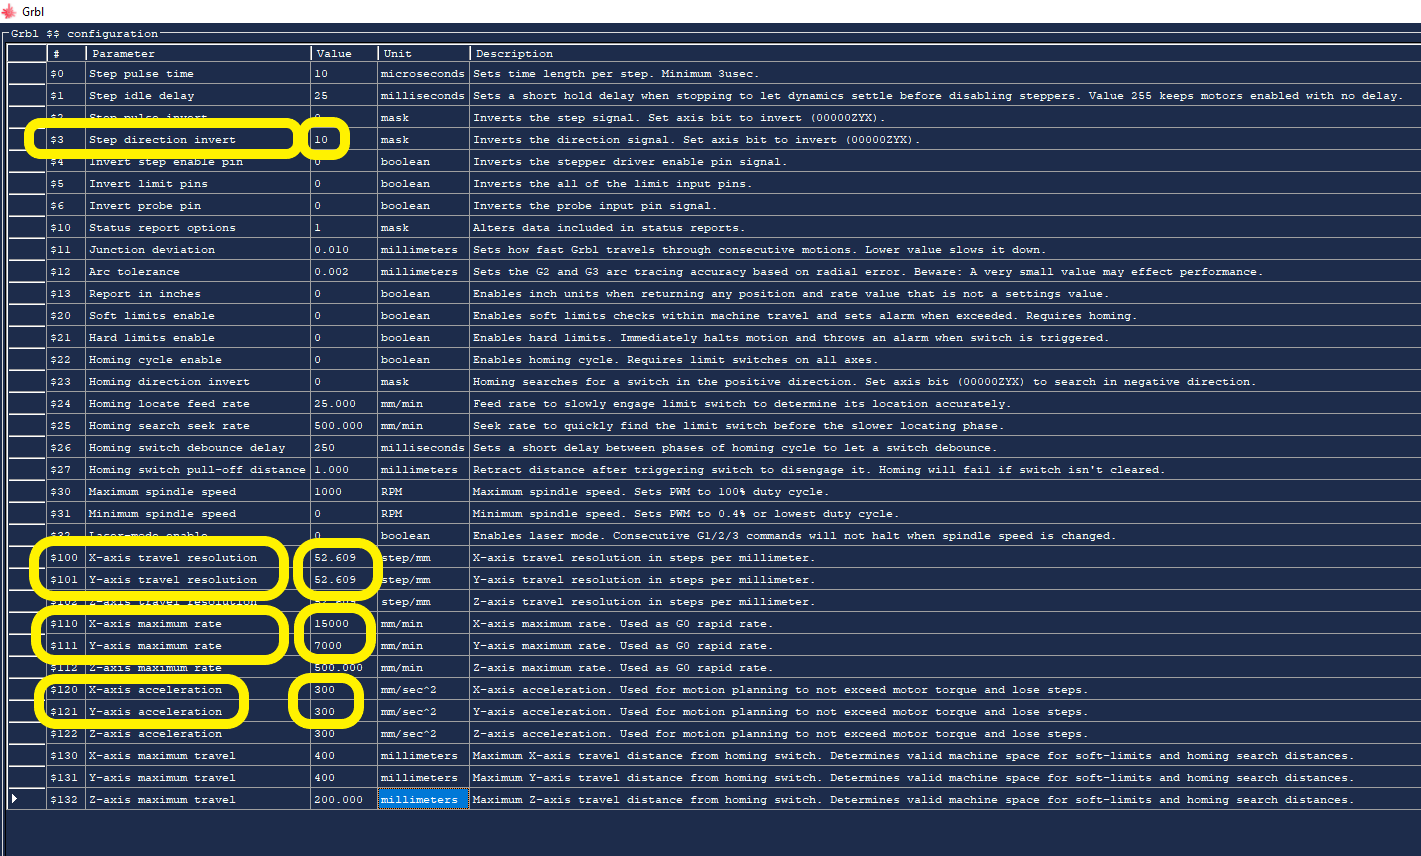 Grbl
Grbl $$ configuration
# Parameter Value Unit Description
$0 Step pulse time 10 microseconds Sets time length per step. Minimum 3usec.
$1 Step idle delay 25 milliseconds Sets a short hold delay when stopping to let dynamics settle before disabling steppers. Value 255 keeps motors enabled with no delay.
$2 Step pulse invert 0 mask Inverts the step signal. Set axis bit to invert (00000ZYX).
$3 Step direction invert 10 mask Inverts the direction signal. Set axis bit to invert (00000ZYX).
$4 Invert step enable pin 0 boolean Inverts the stepper driver enable pin signal.
$5 Invert limit pins 0 boolean Inverts the all of the limit input pins.
$6 Invert probe pin 0 boolean Inverts the probe input pin signal.
$10 Status report options 1 mask Alters data included in status reports.
$11 Junction deviation 0.010 millimeters Sets how fast Grbl travels through consecutive motions. Lower value slows it down.
$12 Arc tolerance 0.002 millimeters Sets the G2 and G3 arc tracing accuracy based on radial error. Beware: A very small value may effect performance.
$13 Report in inches 0 boolean Enables inch units when returning any position and rate value that is not a settings value.
$20 Soft limits enable 0 boolean Enables soft limits checks within machine travel and sets alarm when exceeded. Requires homing.
$21 Hard limits enable 0 boolean Enables hard limits. Immediately halts motion and throws an alarm when switch is triggered.
$22 Homing cycle enable 0 boolean Enables homing cycle. Requires limit switches on all axes.
$23 Homing direction invert 0 mask Homing searches for a switch in the positive direction. Set axis bit (00000ZYX) to search in negative direction.
$24 Homing locate feed rate 25.000 mm/min Feed rate to slowly engage limit switch to determine its location accurately.
$25 Homing search seek rate 500.000 mm/min Seek rate to quickly find the limit switch before the slower locating phase.
$26 Homing switch debounce delay 250 milliseconds Sets a short delay between phases of homing cycle to let a switch debounce.
$27 Homing switch pull-off distance 1.000 millimeters Retract distance after triggering switch to disengage it. Homing will fail if switch isn't cleared.
$30 Maximum spindle speed 1000 RPM Maximum spindle speed. Sets PWM to 100% duty cycle.
$31 Minimum spindle speed 0 RPM Minimum spindle speed. Sets PWM to 0.4% or lowest duty cycle.
$32 Laser-mode enable 0 boolean Enables laser mode. Consecutive G1/2/3 commands will not halt when spindle speed is changed.
$100 X-axis travel resolution 52.609 step/mm X-axis travel resolution in steps per millimeter.
$101 Y-axis travel resolution 52.609 step/mm Y-axis travel resolution in steps per millimeter.
$102 Z-axis travel resolution step/mm Z-axis travel resolution in steps per millimeter.
$110 X-axis maximum rate 15000 mm/min X-axis maximum rate. Used as G0 rapid rate.
$111 Y-axis maximum rate 7000 mm/min Y-axis maximum rate. Used as G0 rapid rate.
$112 Z-axis maximum rate 500.000 mm/min Z-axis maximum rate. Used as G0 rapid rate.
$120 X-axis acceleration 300 mm/sec^2 X-axis acceleration. Used for motion planning to not exceed motor torque and lose steps.
$121 Y-axis acceleration 300 mm/sec^2 Y-axis acceleration. Used for motion planning to not exceed motor torque and lose steps.
$122 Z-axis acceleration 300 mm/sec^2 Z-axis acceleration. Used for motion planning to not exceed motor torque and lose steps.
$130 X-axis maximum travel 400 millimeters Maximum X-axis travel distance from homing switch. Determines valid machine space for soft-limits and homing search distances.
$131 Y-axis maximum travel 400 millimeters Maximum Y-axis travel distance from homing switch. Determines valid machine space for soft-limits and homing search distances.
$132 Z-axis maximum travel 200.000 millimeters Maximum Z-axis travel distance from homing switch. Determines valid machine space for soft-limits and homing search distances.